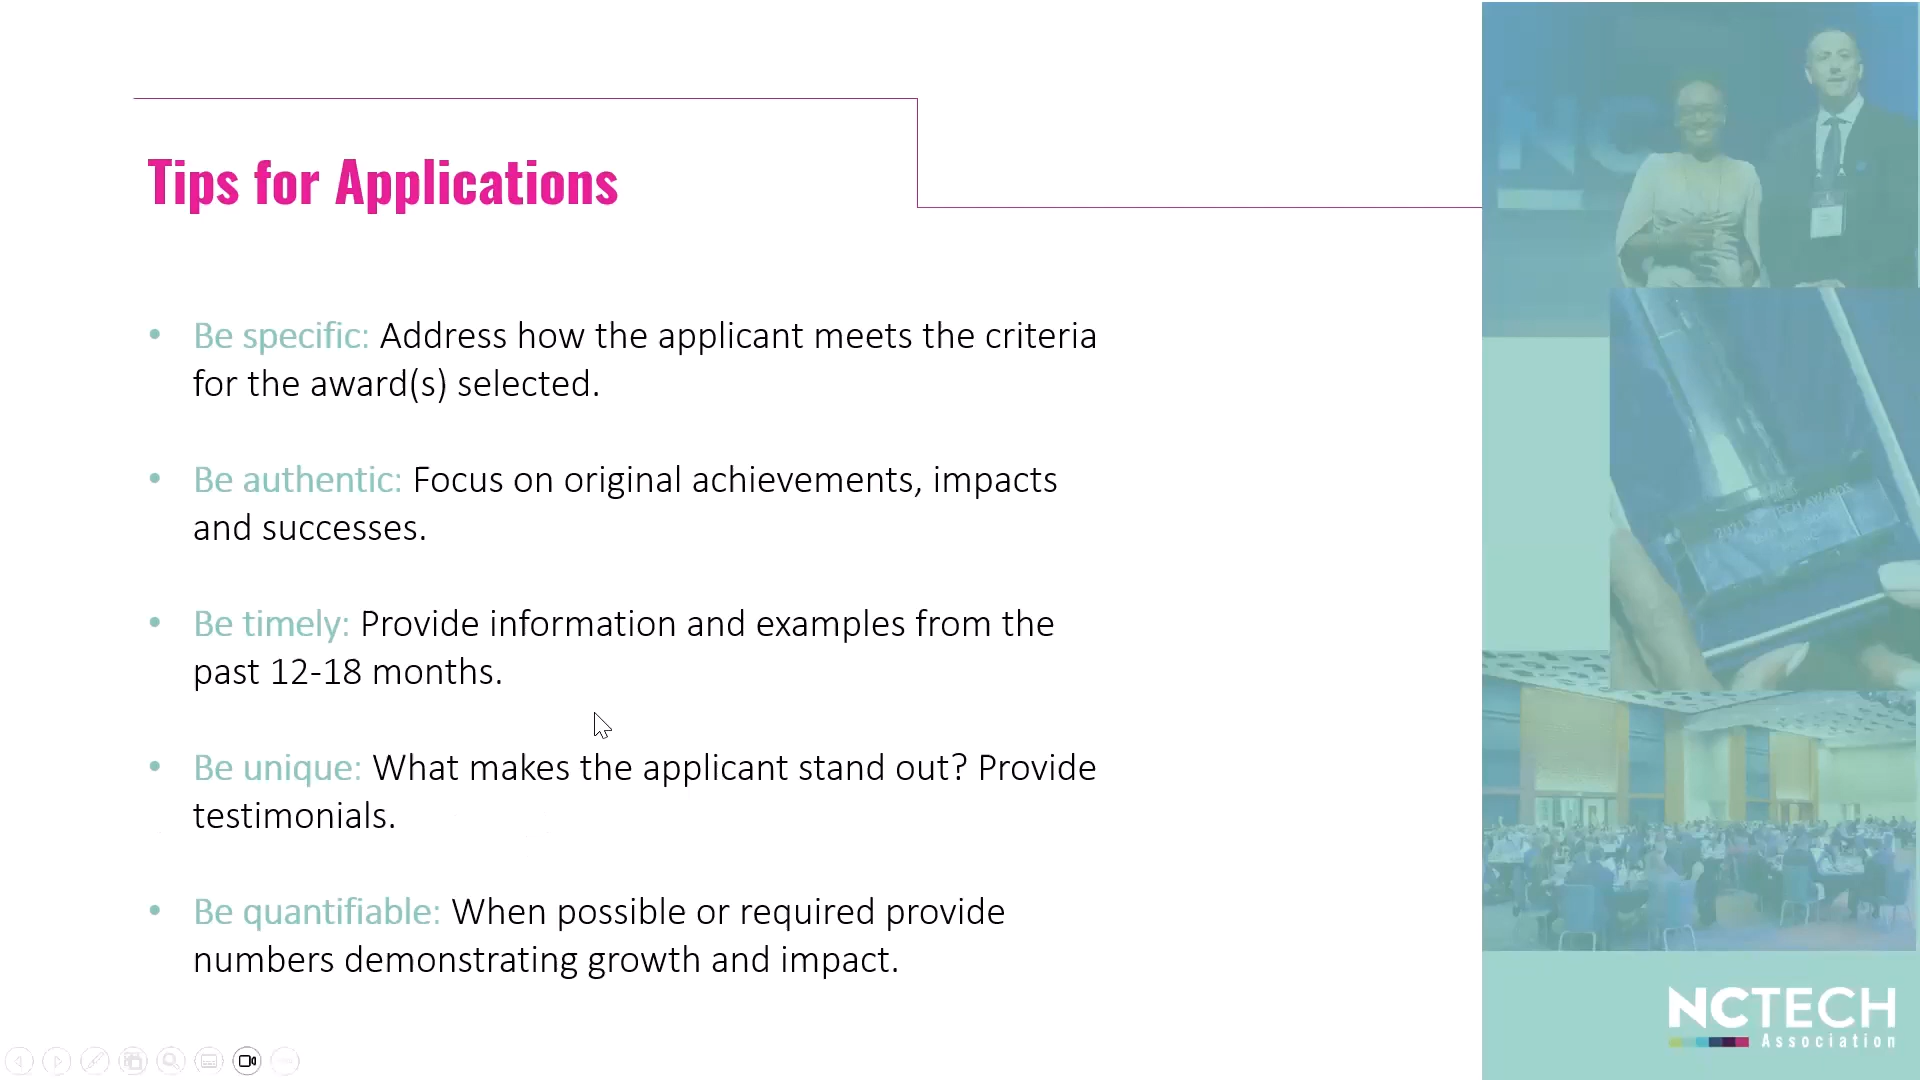 Tips for Applications
• Be specific: Address how the applicant meets the criteria
for the award(s) selected.
• Be authentic: Focus on original achievements, impacts
and successes.
• Be timely: Provide information and examples from the
past 12-18 months.
• Be unique: What makes the applicant stand out? Provide
testimonials.
• Be quantifiable: When possible or required provide
numbers demonstrating growth and impact.
NC
NCTECH
Association